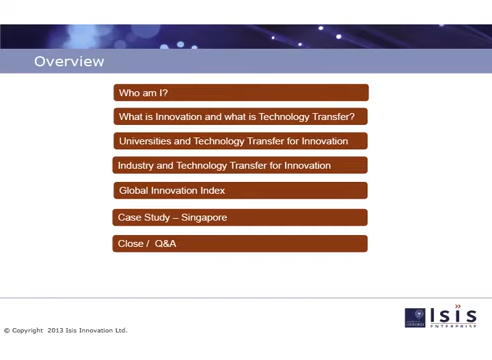 Overview
Who am I?
What is Innovation and what is Technology Transfer?
Universities and Technology Transfer for Innovation
Industry and Technology Transfer for Innovation
Global Innovation Index
Case Study – Singapore
Close / Q&A
© Copyright 2013 Isis Innovation Ltd.
Isis
ENTERPRISE